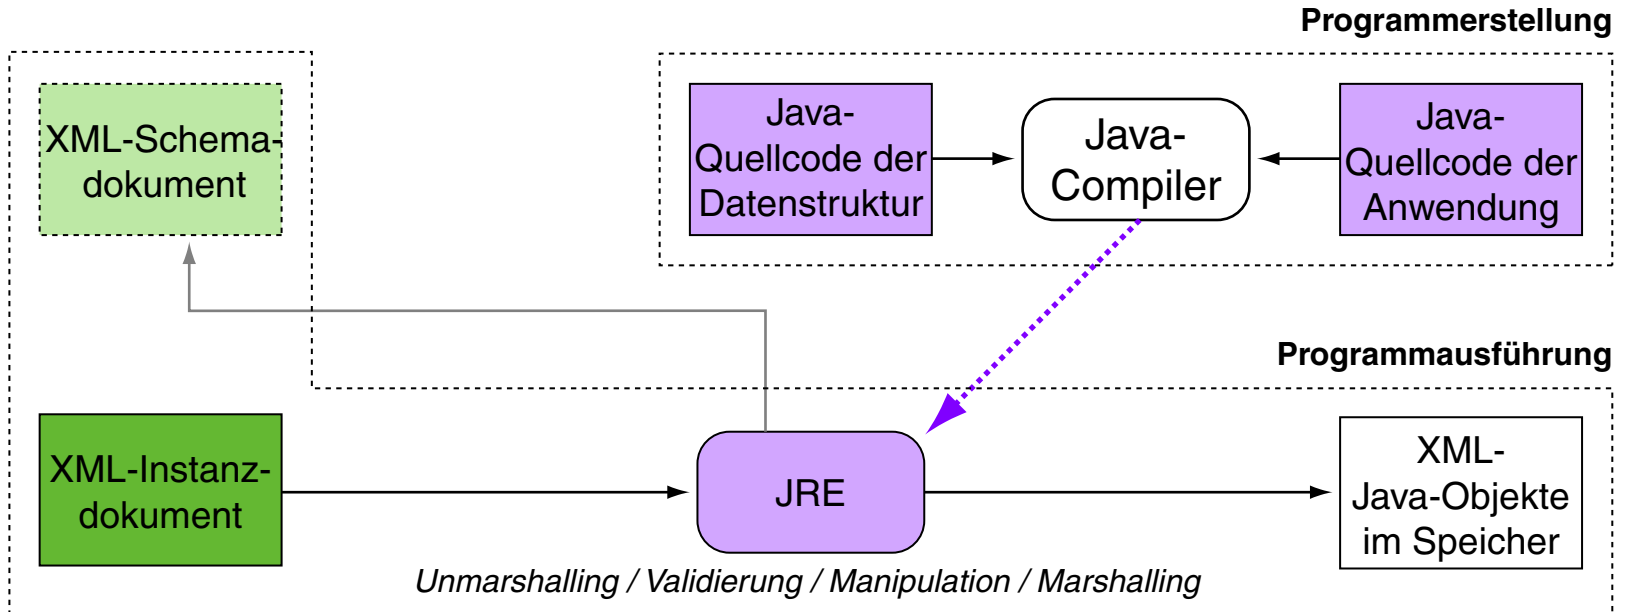 Programmerstellung
XML-Schema-
dokument
Java-
Quellcode der
Datenstruktur
Java-
Compiler
Java-
Quellcode der
Anwendung
Programmausführung
XML-Instanz-
dokument
JRE
XML-
Java-Objekte
im Speicher
Unmarshalling / Validierung / Manipulation / Marshalling